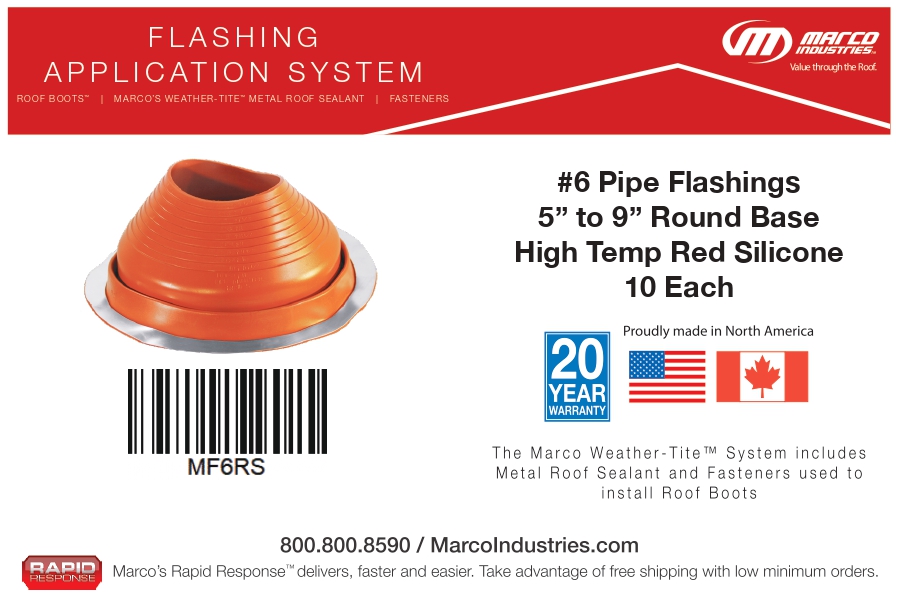 FLASHING
APPLICATION SYSTEM
ROOF BOOTS™ | MARCO'S WEATHER-TITE™ METAL ROOF SEALANT | FASTENERS
MARCO
INDUSTRIES™
Value through the Roof.
#6 Pipe Flashings
5” to 9” Round Base
High Temp Red Silicone
10 Each
Proudly made in North America
20
YEAR
WARRANTY
MF6RS
The Marco Weather-Tite™ System includes
Metal Roof Sealant and Fasteners used to
install Roof Boots
800.800.8590 / MarcoIndustries.com
RAPID
RESPONSE
Marco’s Rapid Response™ delivers, faster and easier. Take advantage of free shipping with low minimum orders.